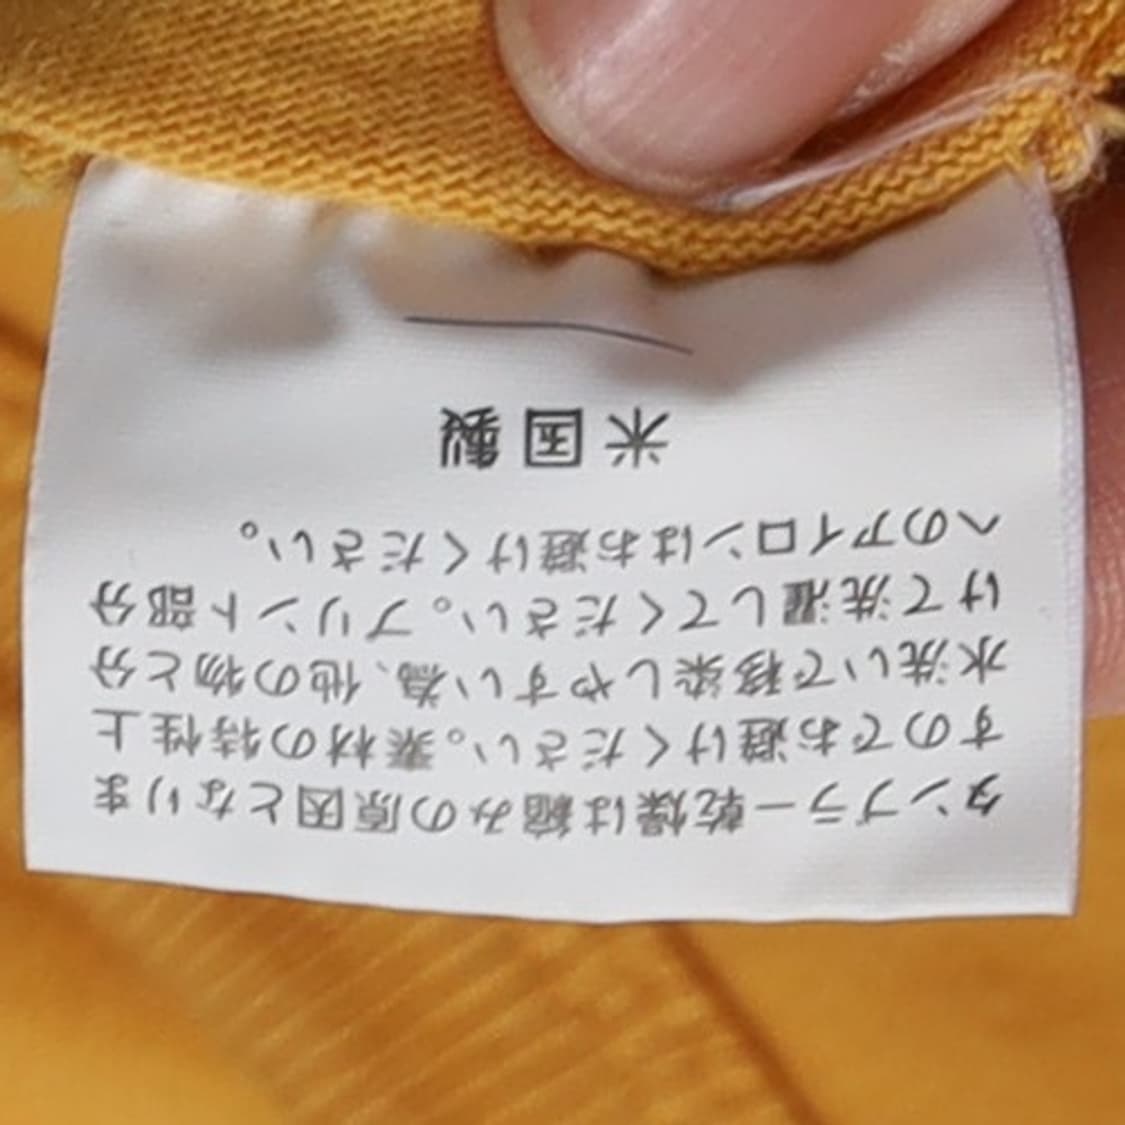 タンブラー乾燥は縮みの原因となりま
すのでお避けください。素材の特性上
水洗いで移染しやすい為、他の物と分
けて洗濯してください。プリント部分
へのアイロンはお避けください。
米国製